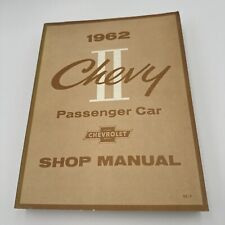 1962
Chevy II
Passenger Car
CHEVROLET
SHOP MANUAL